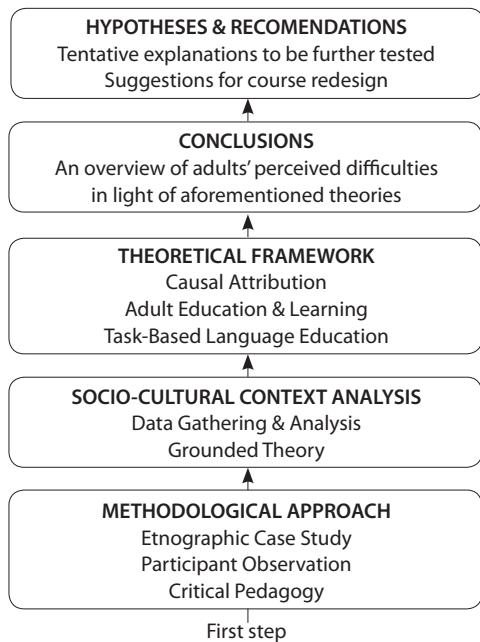 HYPOTHESES & RECOMENDATIONS
Tentative explanations to be further tested
Suggestions for course redesign
CONCLUSIONS
An overview of adults’ perceived difficulties
in light of aforementioned theories
THEORETICAL FRAMEWORK
Causal Attribution
Adult Education & Learning
Task-Based Language Education
SOCIO-CULTURAL CONTEXT ANALYSIS
Data Gathering & Analysis
Grounded Theory
METHODOLOGICAL APPROACH
Etnographic Case Study
Participant Observation
Critical Pedagogy
First step